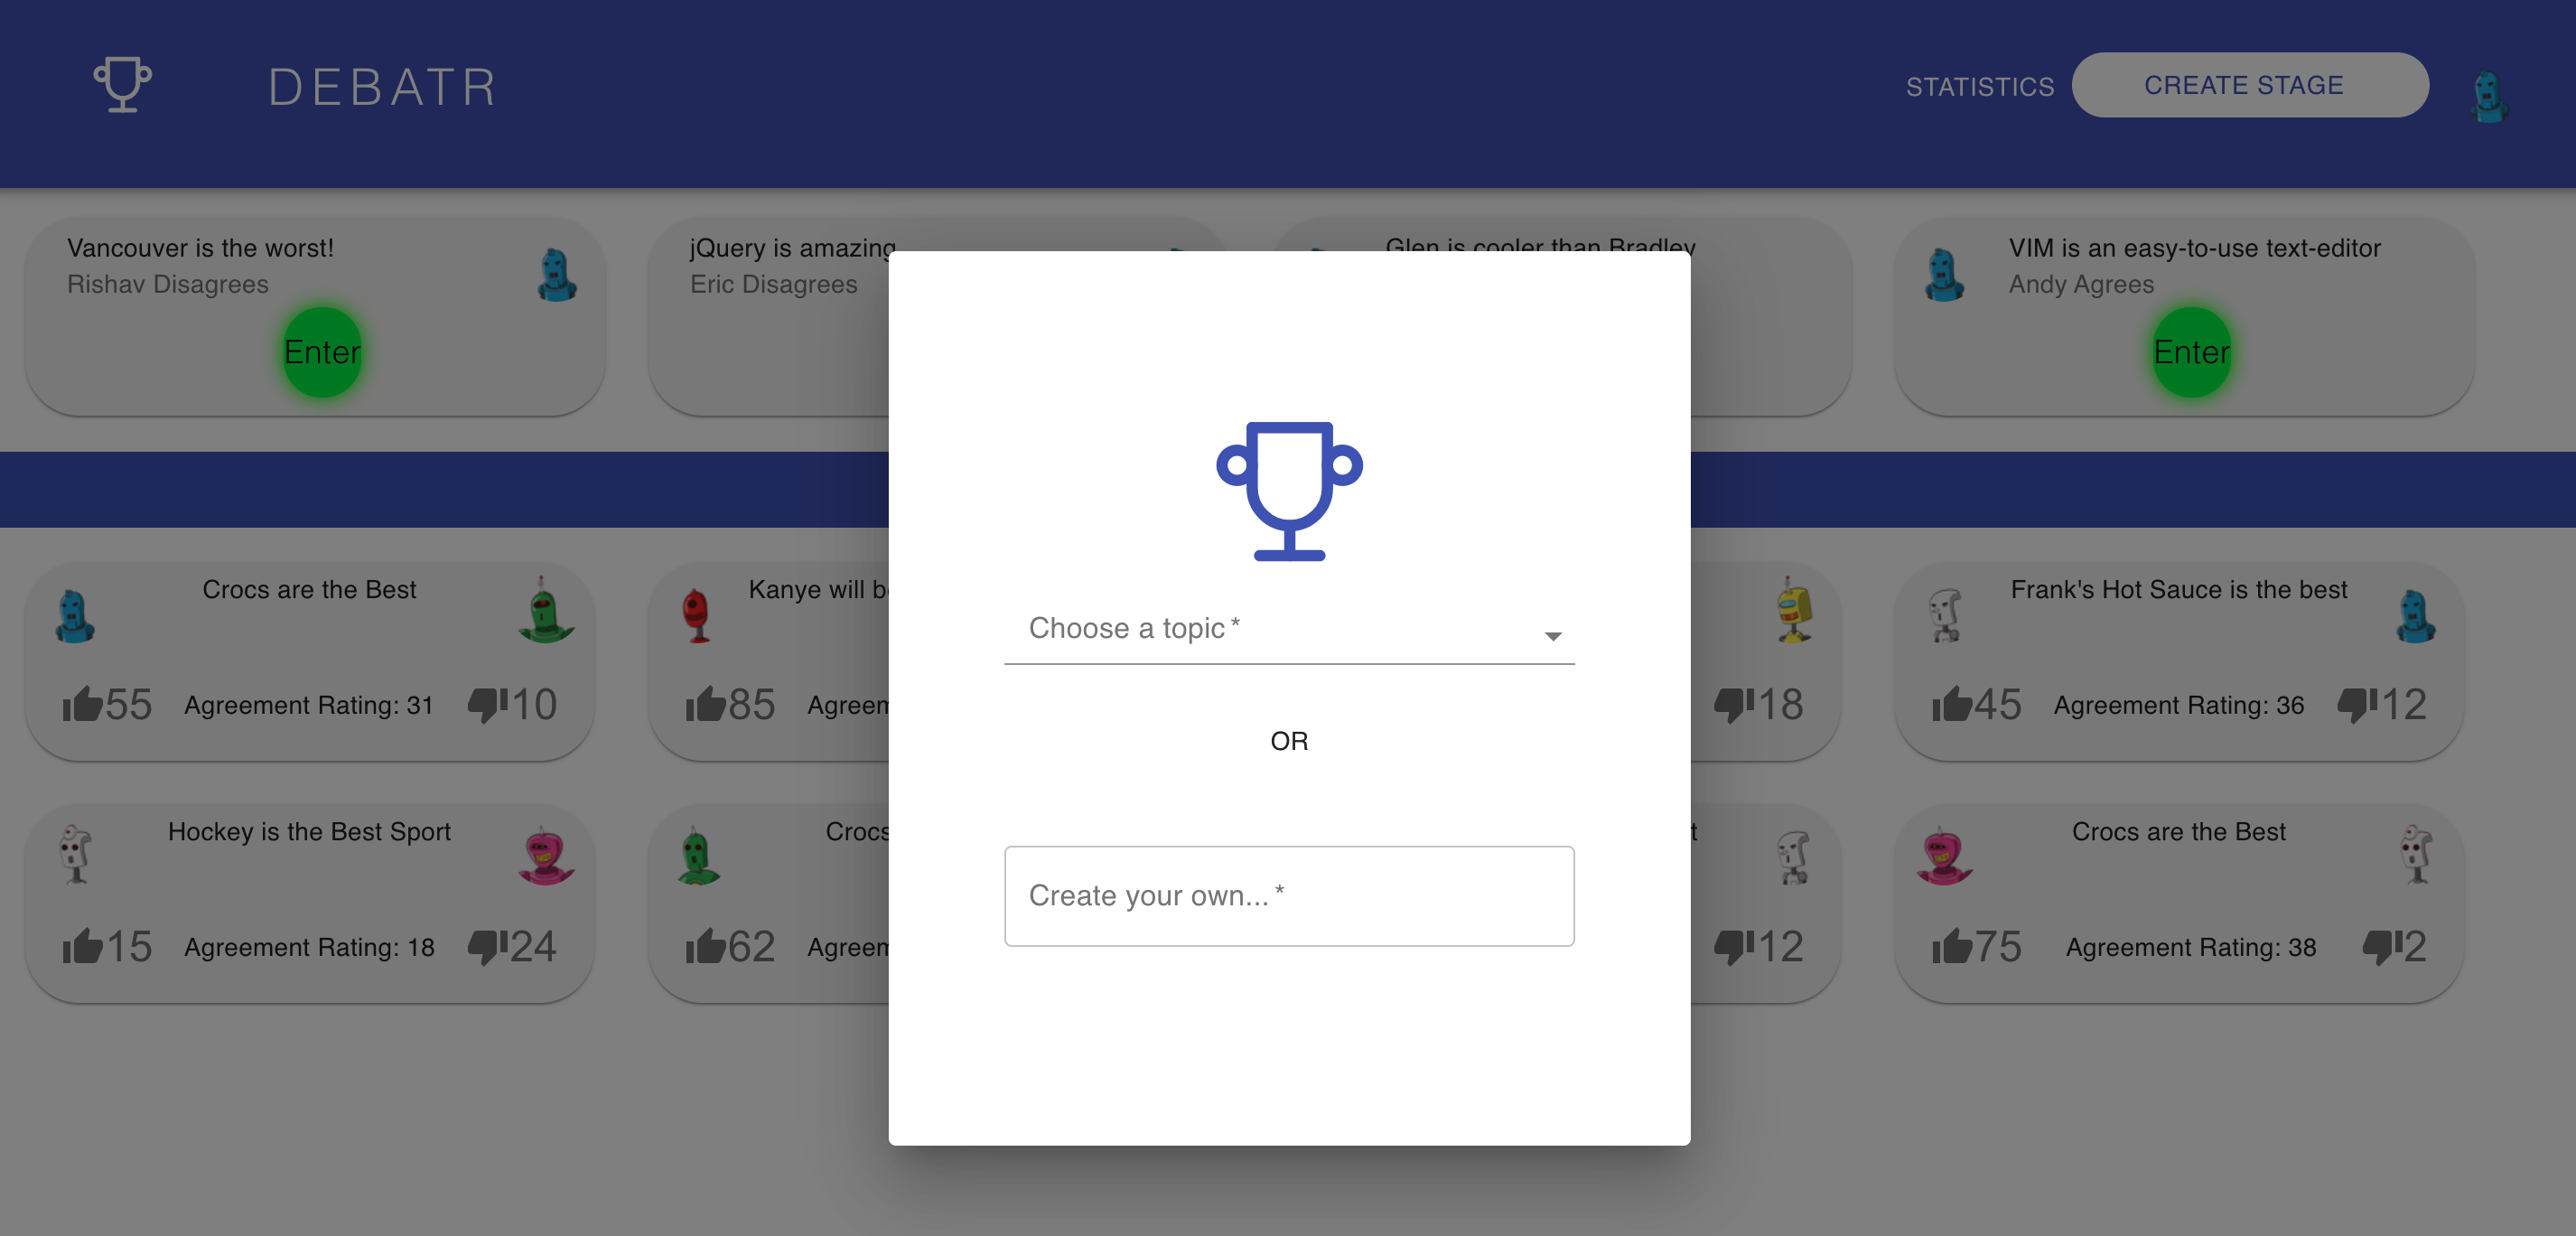 DEBATR
STATISTICS
CREATE STAGE
Vancouver is the worst!
Rishav Disagrees
Enter
jQuery is amazing
Eric Disagrees
Glen is cooler than Bradley
VIM is an easy-to-use text-editor
Andy Agrees
Enter
Choose a topic *
OR
Create your own... *
Crocs are the Best
55 Agreement Rating: 31 10
Kanye will
85
18
Frank's Hot Sauce is the best
45 Agreement Rating: 36 12
Hockey is the Best Sport
15 Agreement Rating: 18 24
Crocs
62
12
Crocs are the Best
75 Agreement Rating: 38 2